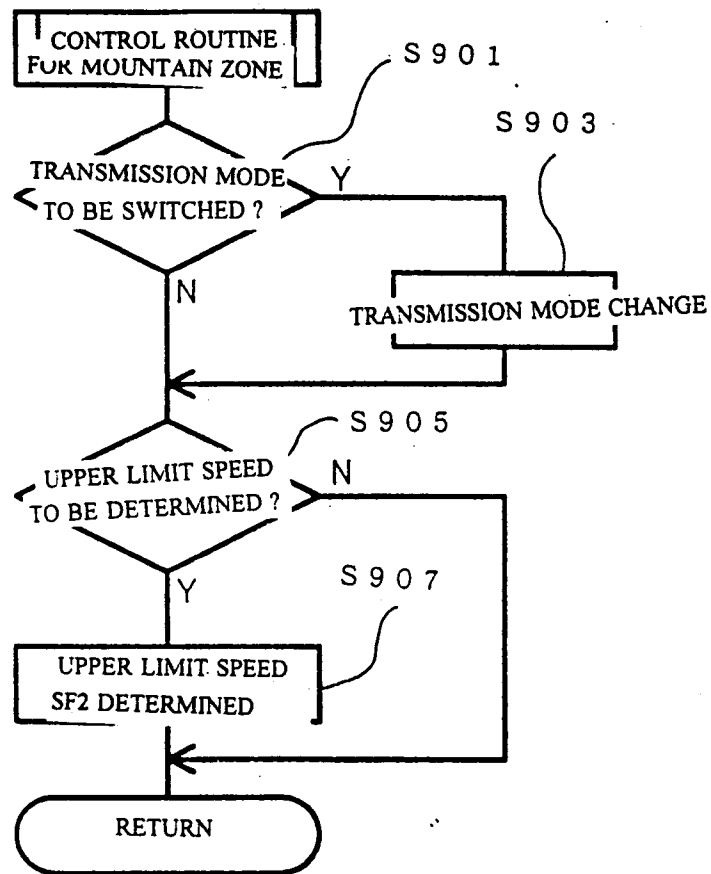 CONTROL ROUTINE
FOR MOUNTAIN ZONE
S901
S903
TRANSMISSION MODE
TO BE SWITCHED ?
Y
N
TRANSMISSION MODE CHANGE
S905
UPPER LIMIT SPEED
TO BE DETERMINED ?
N
Y
S907
UPPER LIMIT SPEED
SF2 DETERMINED
RETURN